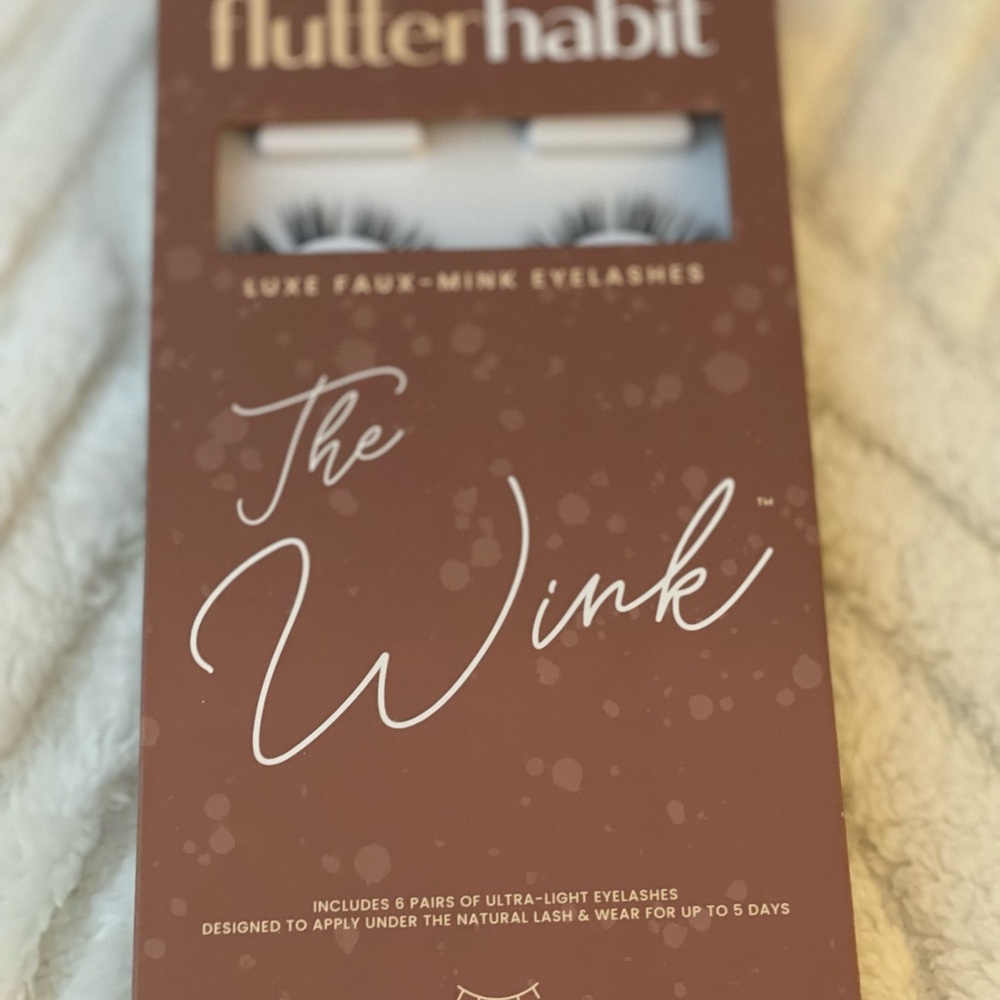 flutterhabit
LUXE FAUX-MINK EYELASHES
The
Wink™
INCLUDES 6 PAIRS OF ULTRA-LIGHT EYELASHES
DESIGNED TO APPLY UNDER THE NATURAL LASH & WEAR FOR UP TO 5 DAYS